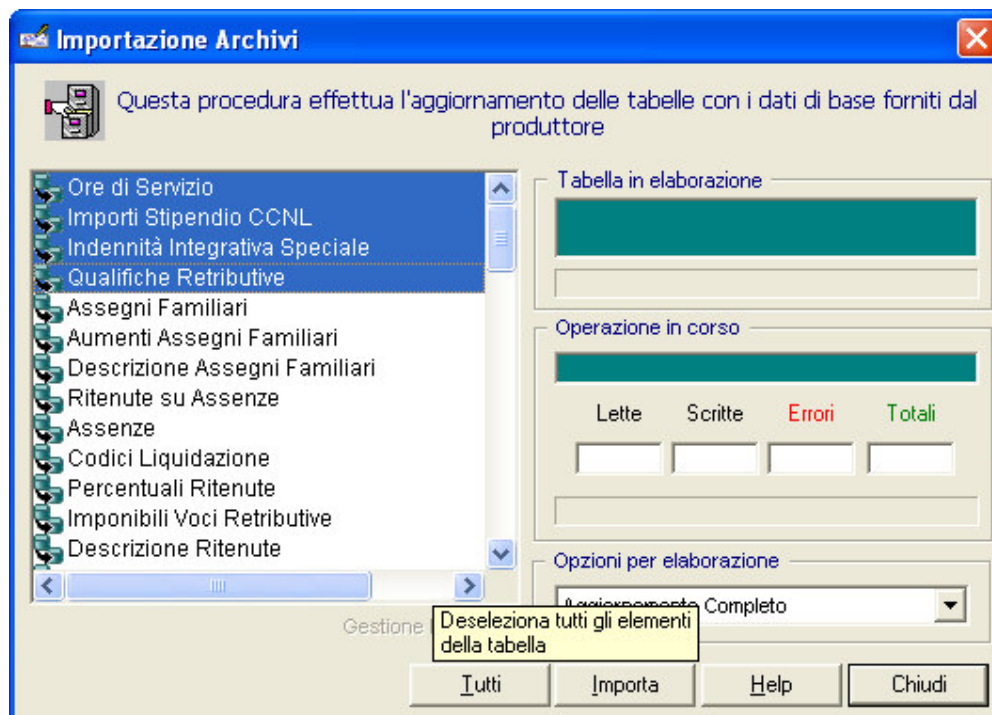 Importazione Archivi
Questa procedura effettua l'aggiornamento delle tabelle con i dati di base forniti dal
produttore
Ore di Servizio
Importi Stipendio CCNL
Indennità Integrativa Speciale
Qualifiche Retributive
Assegni Familiari
Aumenti Assegni Familiari
Descrizione Assegni Familiari
Ritenute su Assenze
Assenze
Codici Liquidazione
Percentuali Ritenute
Imponibili Voci Retributive
Descrizione Ritenute
Tabella in elaborazione
Operazione in corso
Lette Scritte Errori Totali
Opzioni per elaborazione
Aggiornamento Completo
Gestione
Deseleziona tutti gli elementi
della tabella
Tutti Importa Help Chiudi